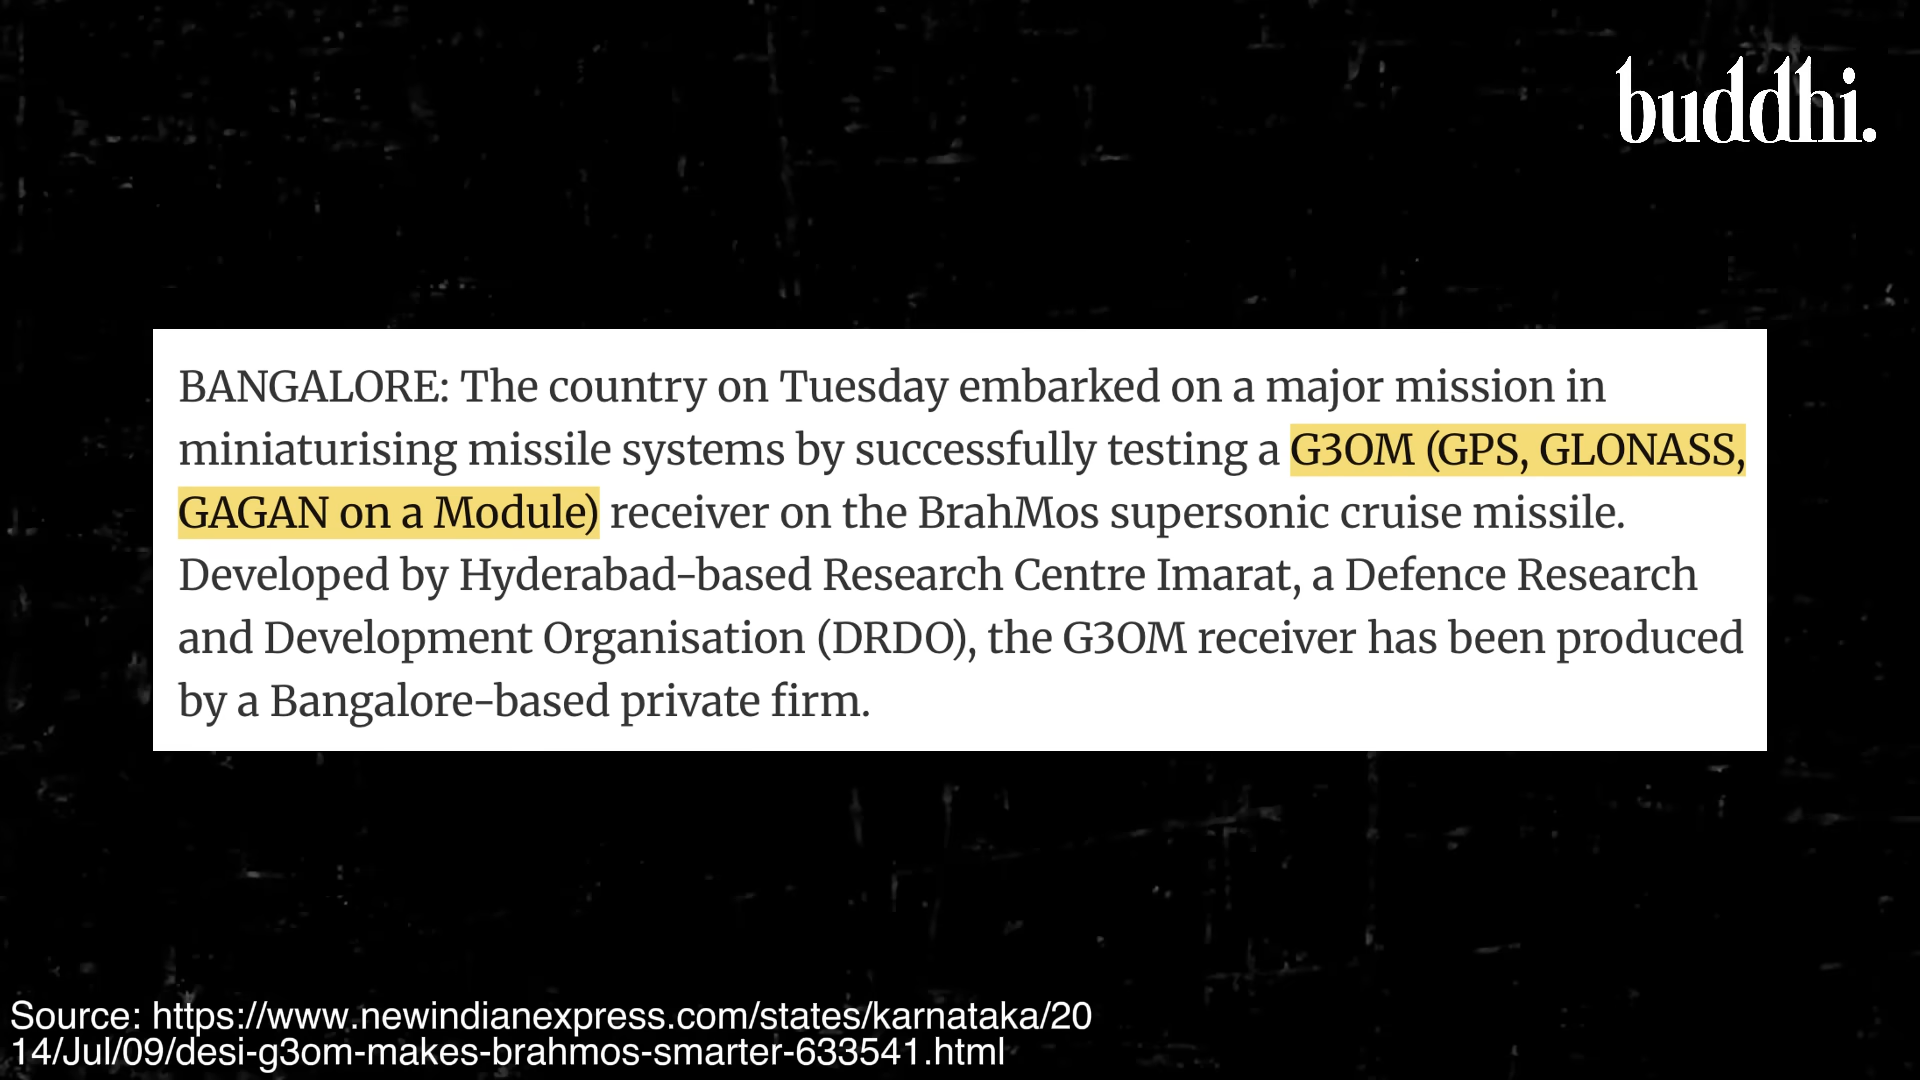 buddhi.
BANGALORE: The country on Tuesday embarked on a major mission in
miniaturising missile systems by successfully testing a G3OM (GPS, GLONASS,
GAGAN on a Module) receiver on the BrahMos supersonic cruise missile.
Developed by Hyderabad-based Research Centre Imarat, a Defence Research
and Development Organisation (DRDO), the G3OM receiver has been produced
by a Bangalore-based private firm.
Source: https://www.newindianexpress.com/states/karnataka/20
14/Jul/09/desi-g3om-makes-brahmos-smarter-633541.html